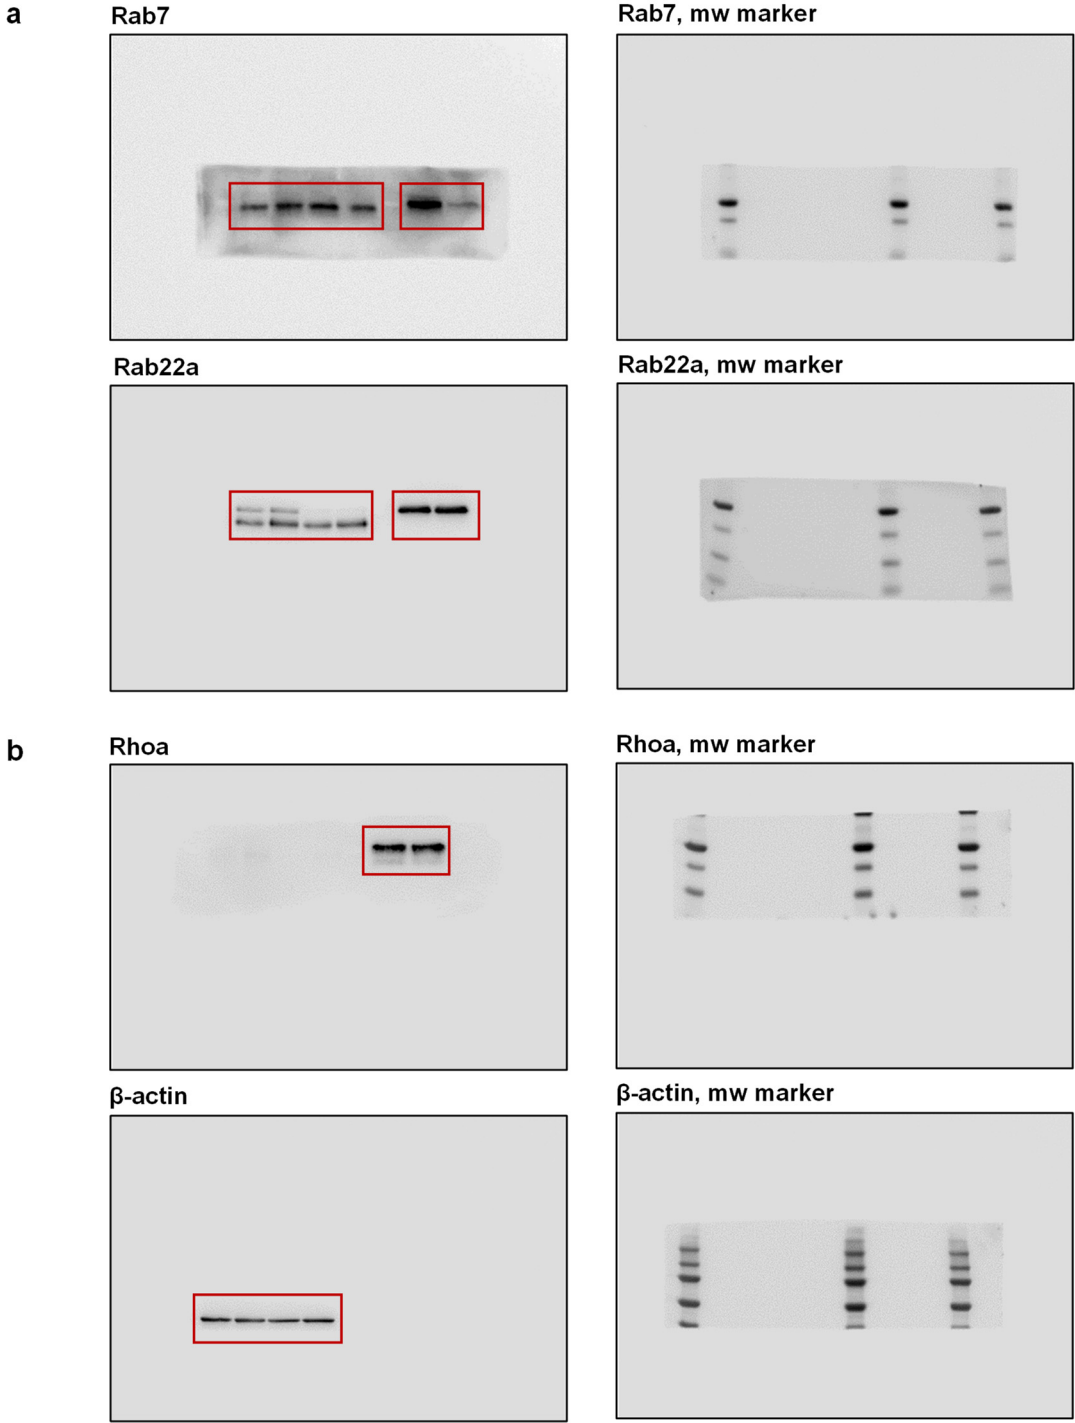 a
Rab7
Rab7, mw marker
Rab22a
Rab22a, mw marker
b
Rhoa
Rhoa, mw marker
β-actin
β-actin, mw marker